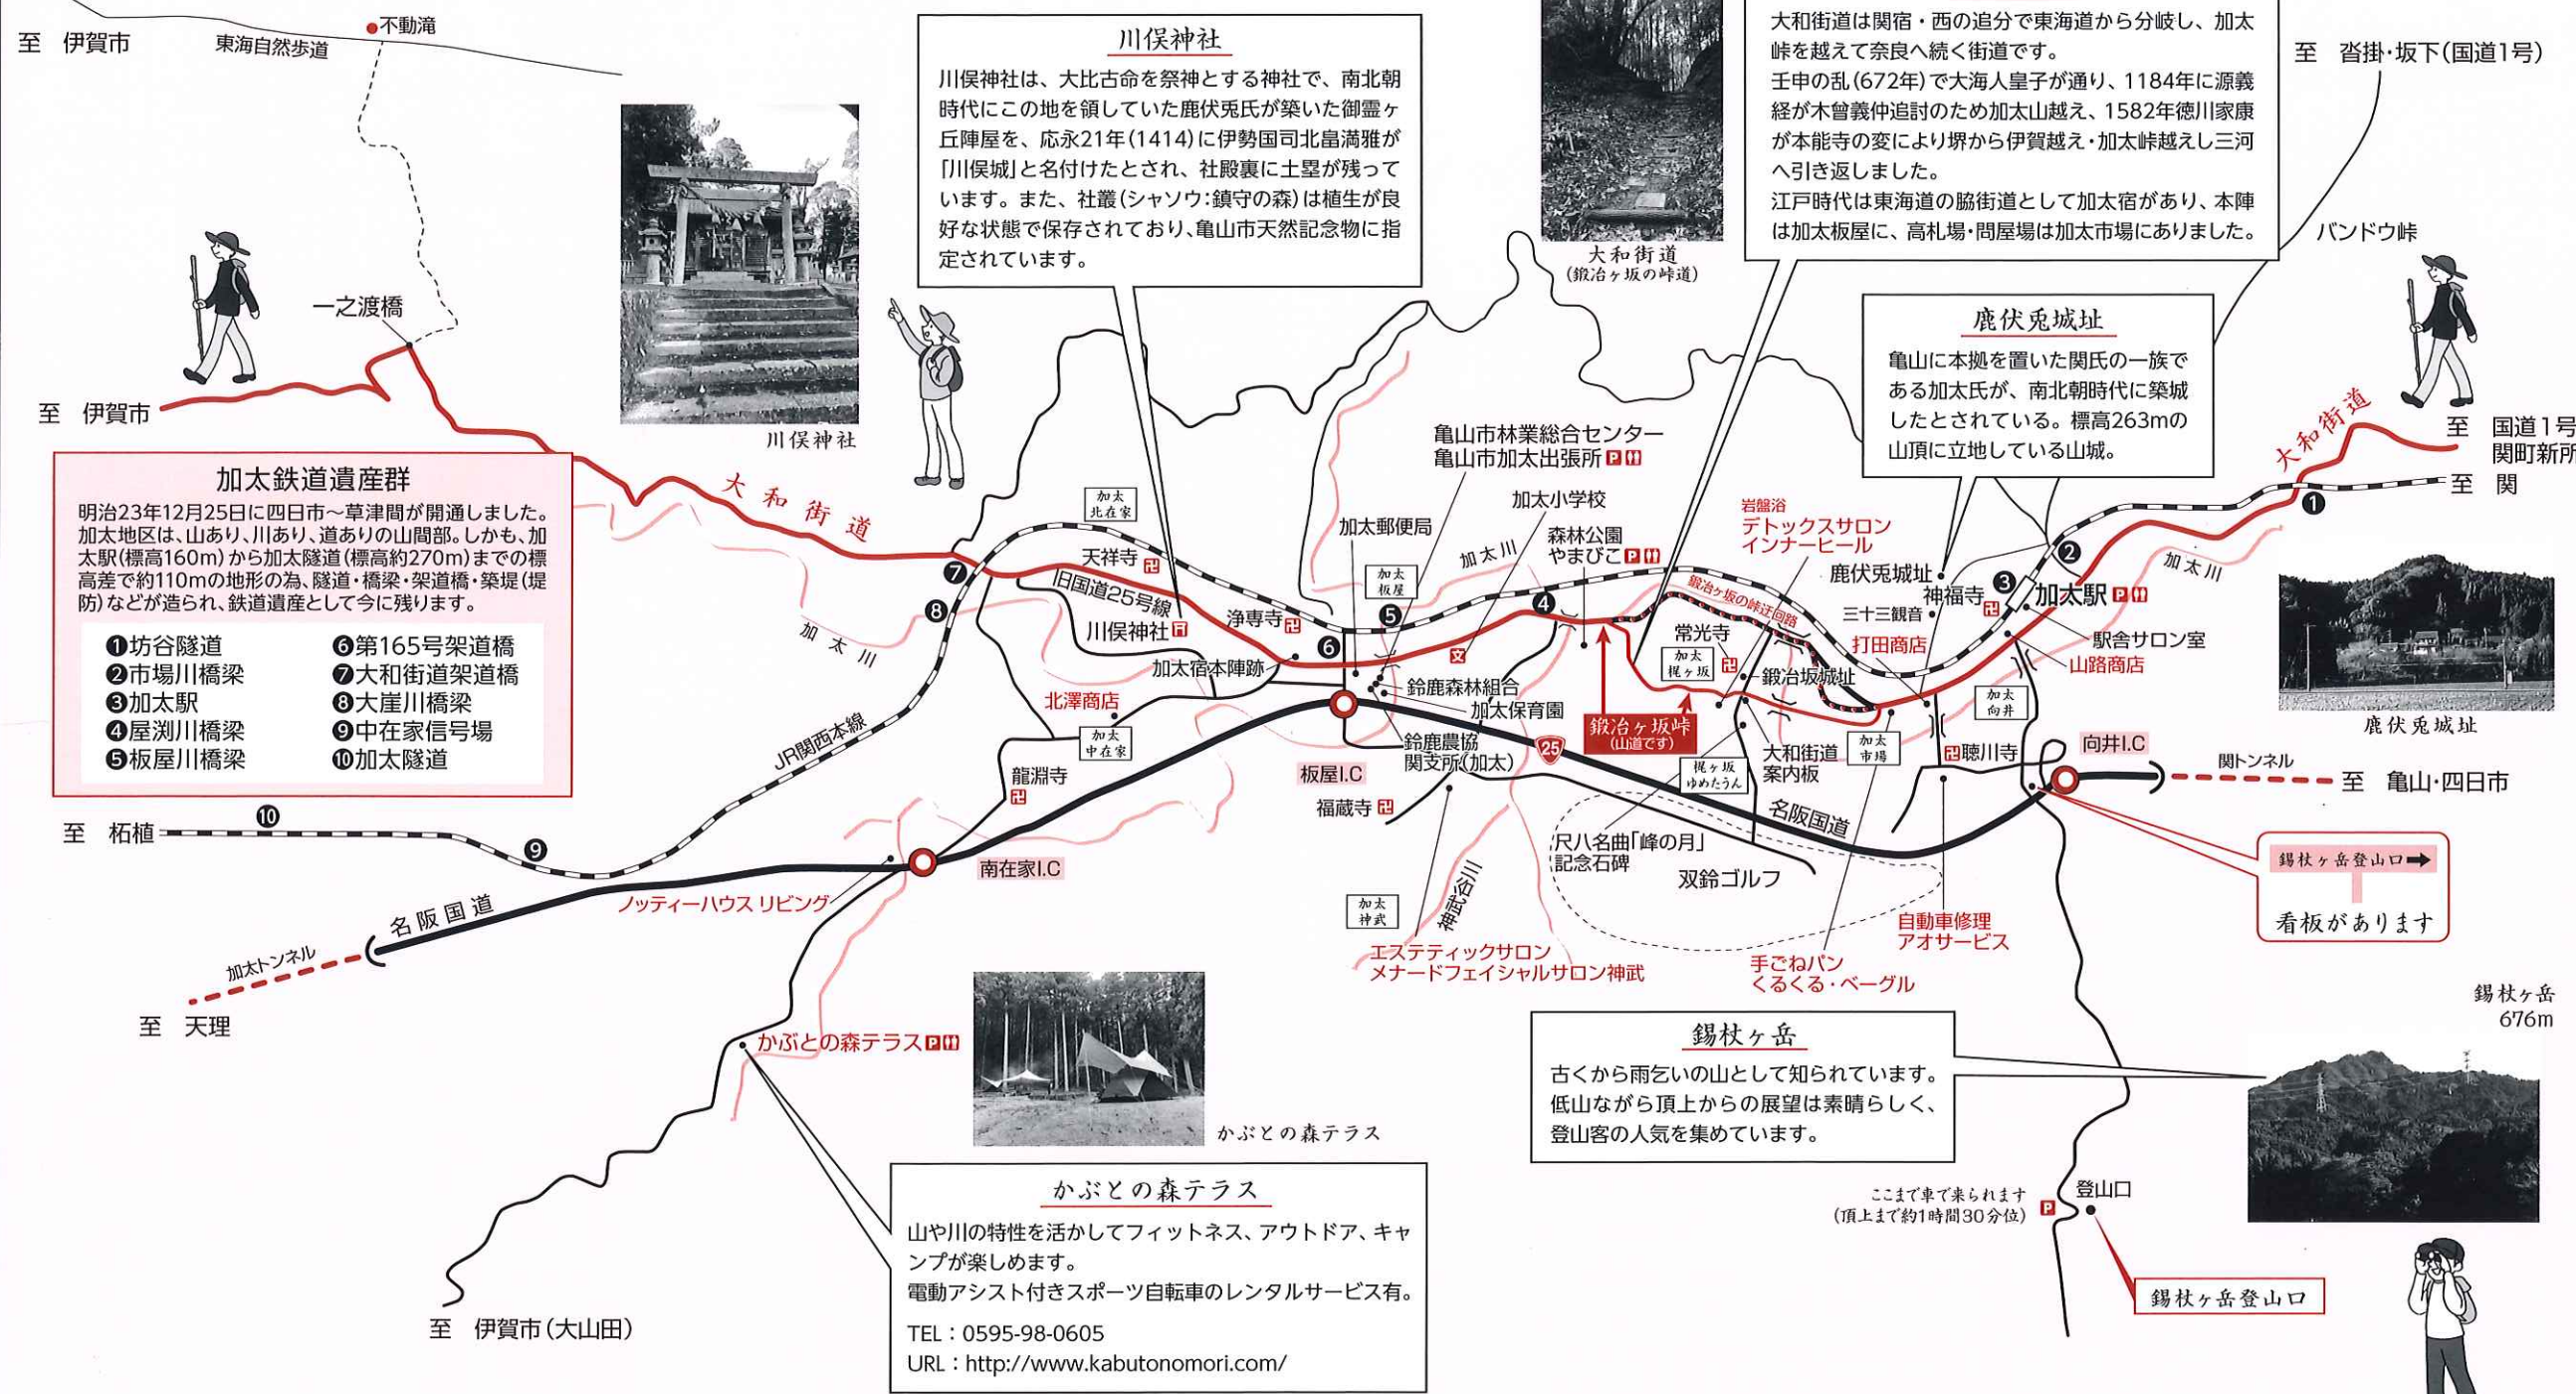 至　伊賀市
東海自然歩道
不動滝
一之渡橋
至　伊賀市
川俣神社
川俣神社
川俣神社は、大比古命を祭神とする神社で、南北朝
時代にこの地を領していた鹿伏兎氏が築いた御霊ヶ
丘陣屋を、応永21年(1414)に伊勢国司北畠満雅が
「川俣城」と名付けたとされ、社殿裏に土塁が残って
います。また、社叢(シャソウ：鎮守の森)は植生が良
好な状態で保存されており、亀山市天然記念物に指
定されています。
大和街道
(鍛冶ヶ坂の峠道)
大和街道は関宿・西の追分で東海道から分岐し、加太
峠を越えて奈良へ続く街道です。
壬申の乱(672年)で大海人皇子が通り、1184年に源義
経が木曾義仲追討のため加太山越え、1582年徳川家康
が本能寺の変により堺から伊賀越え・加太峠越えし三河
へ引き返しました。
江戸時代は東海道の脇街道として加太宿があり、本陣
は加太板屋に、高札場・問屋場は加太市場にありました。
至　沓掛・坂下(国道1号)
バンドウ峠
鹿伏兎城址
亀山に本拠を置いた関氏の一族で
ある加太氏が、南北朝時代に築城
したとされている。標高263mの
山頂に立地している山城。
大和街道
至　国道1号
関町新所
至　関
①
加太鉄道遺産群
明治23年12月25日に四日市～草津間が開通しました。
加太地区は、山あり、川あり、道ありの山間部。しかも、加
太駅(標高160m)から加太隧道(標高約270m)までの標
高差で約110mの地形の為、隧道・橋梁・架道橋・築堤(堤
防)などが造られ、鉄道遺産として今に残ります。
❶坊谷隧道
❷市場川橋梁
❸加太駅
❹屋渕川橋梁
❺板屋川橋梁
❻第165号架道橋
❼大和街道架道橋
❽大崖川橋梁
❾中在家信号場
❿加太隧道
大和街道
加太
北在家
天祥寺
旧国道25号線
❼
❽
川俣神社
浄専寺
加太川
加太宿本陣跡
北澤商店
加太
中在家
JR関西本線
龍淵寺
亀山市林業総合センター
亀山市加太出張所 P
加太小学校
加太郵便局
加太
板屋
加太川
森林公園
やまびこ P
❺
❻
❹
文
鈴鹿森林組合
加太保育園
鈴鹿農協
関支所(加太)
板屋I.C
福蔵寺
25
鍛冶ヶ坂峠
(山道です)
鍛冶ヶ坂の峠迂回路
岩盤浴
デトックスサロン
インナーヒール
常光寺
加太
梶ヶ坂
鍛冶坂城址
大和街道
案内板
梶ヶ坂
ゆめたうん
加太
市場
打田商店
鹿伏兎城址
神福寺
三十三観音
❷
❸
加太駅 P
駅舎サロン室
山路商店
加太川
加太
向井
聴川寺
向井I.C
関トンネル
至　亀山・四日市
鹿伏兎城址
至　柘植
❿
❾
南在家I.C
ノッティーハウス リビング
名阪国道
加太トンネル
至　天理
尺八名曲「峰の月」
記念石碑
双鈴ゴルフ
名阪国道
加太
神武
神武谷川
エステティックサロン
メナードフェイシャルサロン神武
手ごねパン
くるくる・ベーグル
自動車修理
アオサービス
錫杖ヶ岳登山口➡
看板があります
かぶとの森テラス P
かぶとの森テラス
至　伊賀市(大山田)
かぶとの森テラス
山や川の特性を活かしてフィットネス、アウトドア、キャ
ンプが楽しめます。
電動アシスト付きスポーツ自転車のレンタルサービス有。
TEL：0595-98-0605
URL：http://www.kabutonomori.com/
錫杖ヶ岳
古くから雨乞いの山として知られています。
低山ながら頂上からの展望は素晴らしく、
登山客の人気を集めています。
錫杖ヶ岳
676m
ここまで車で来られます
(頂上まで約1時間30分位)
P
登山口
錫杖ヶ岳登山口